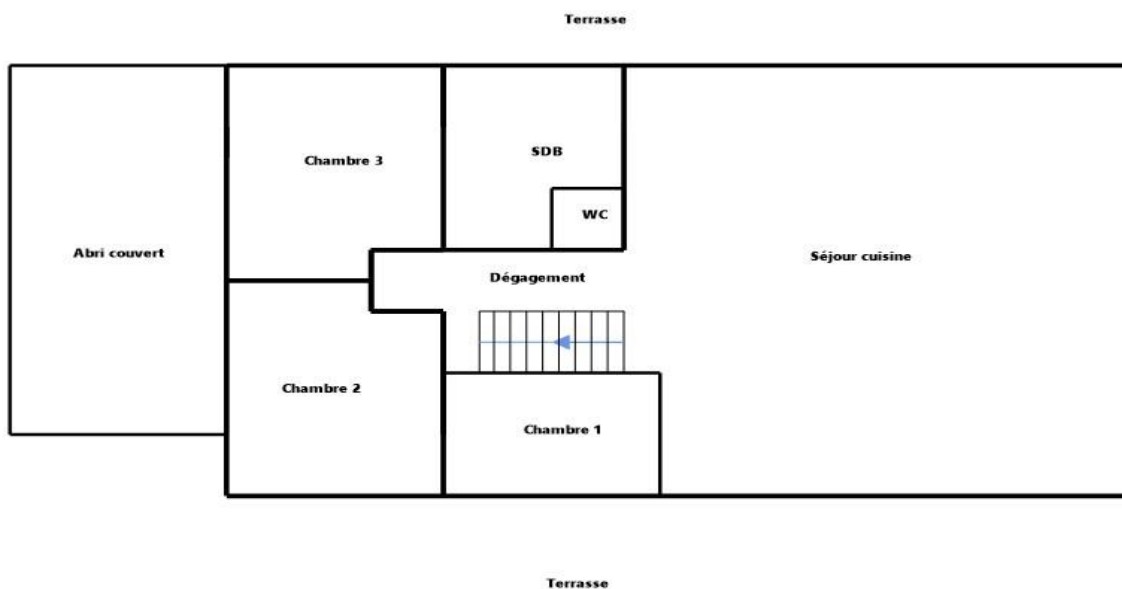 Terrasse
Chambre 3
SDB
WC
Abri couvert
Séjour cuisine
Dégagement
Chambre 2
Chambre 1
Terrasse